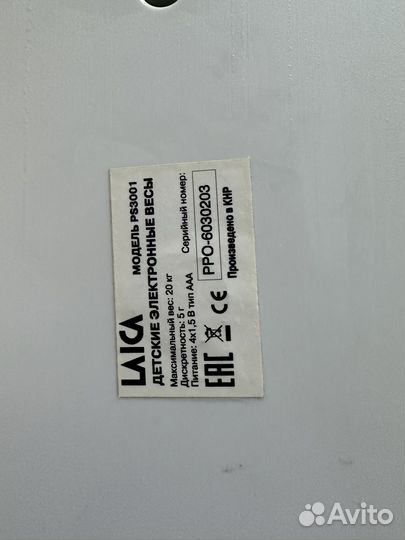 LAICA
МОДЕЛЬ PS3001
ДЕТСКИЕ ЭЛЕКТРОННЫЕ ВЕСЫ
Максимальный вес: 20 кг
Дискретность: 5 г
Питание: 4х1,5 В тип ААА
Серийный номер:
PPO-6030203
Произведено в КНР
EAC CE
Avito